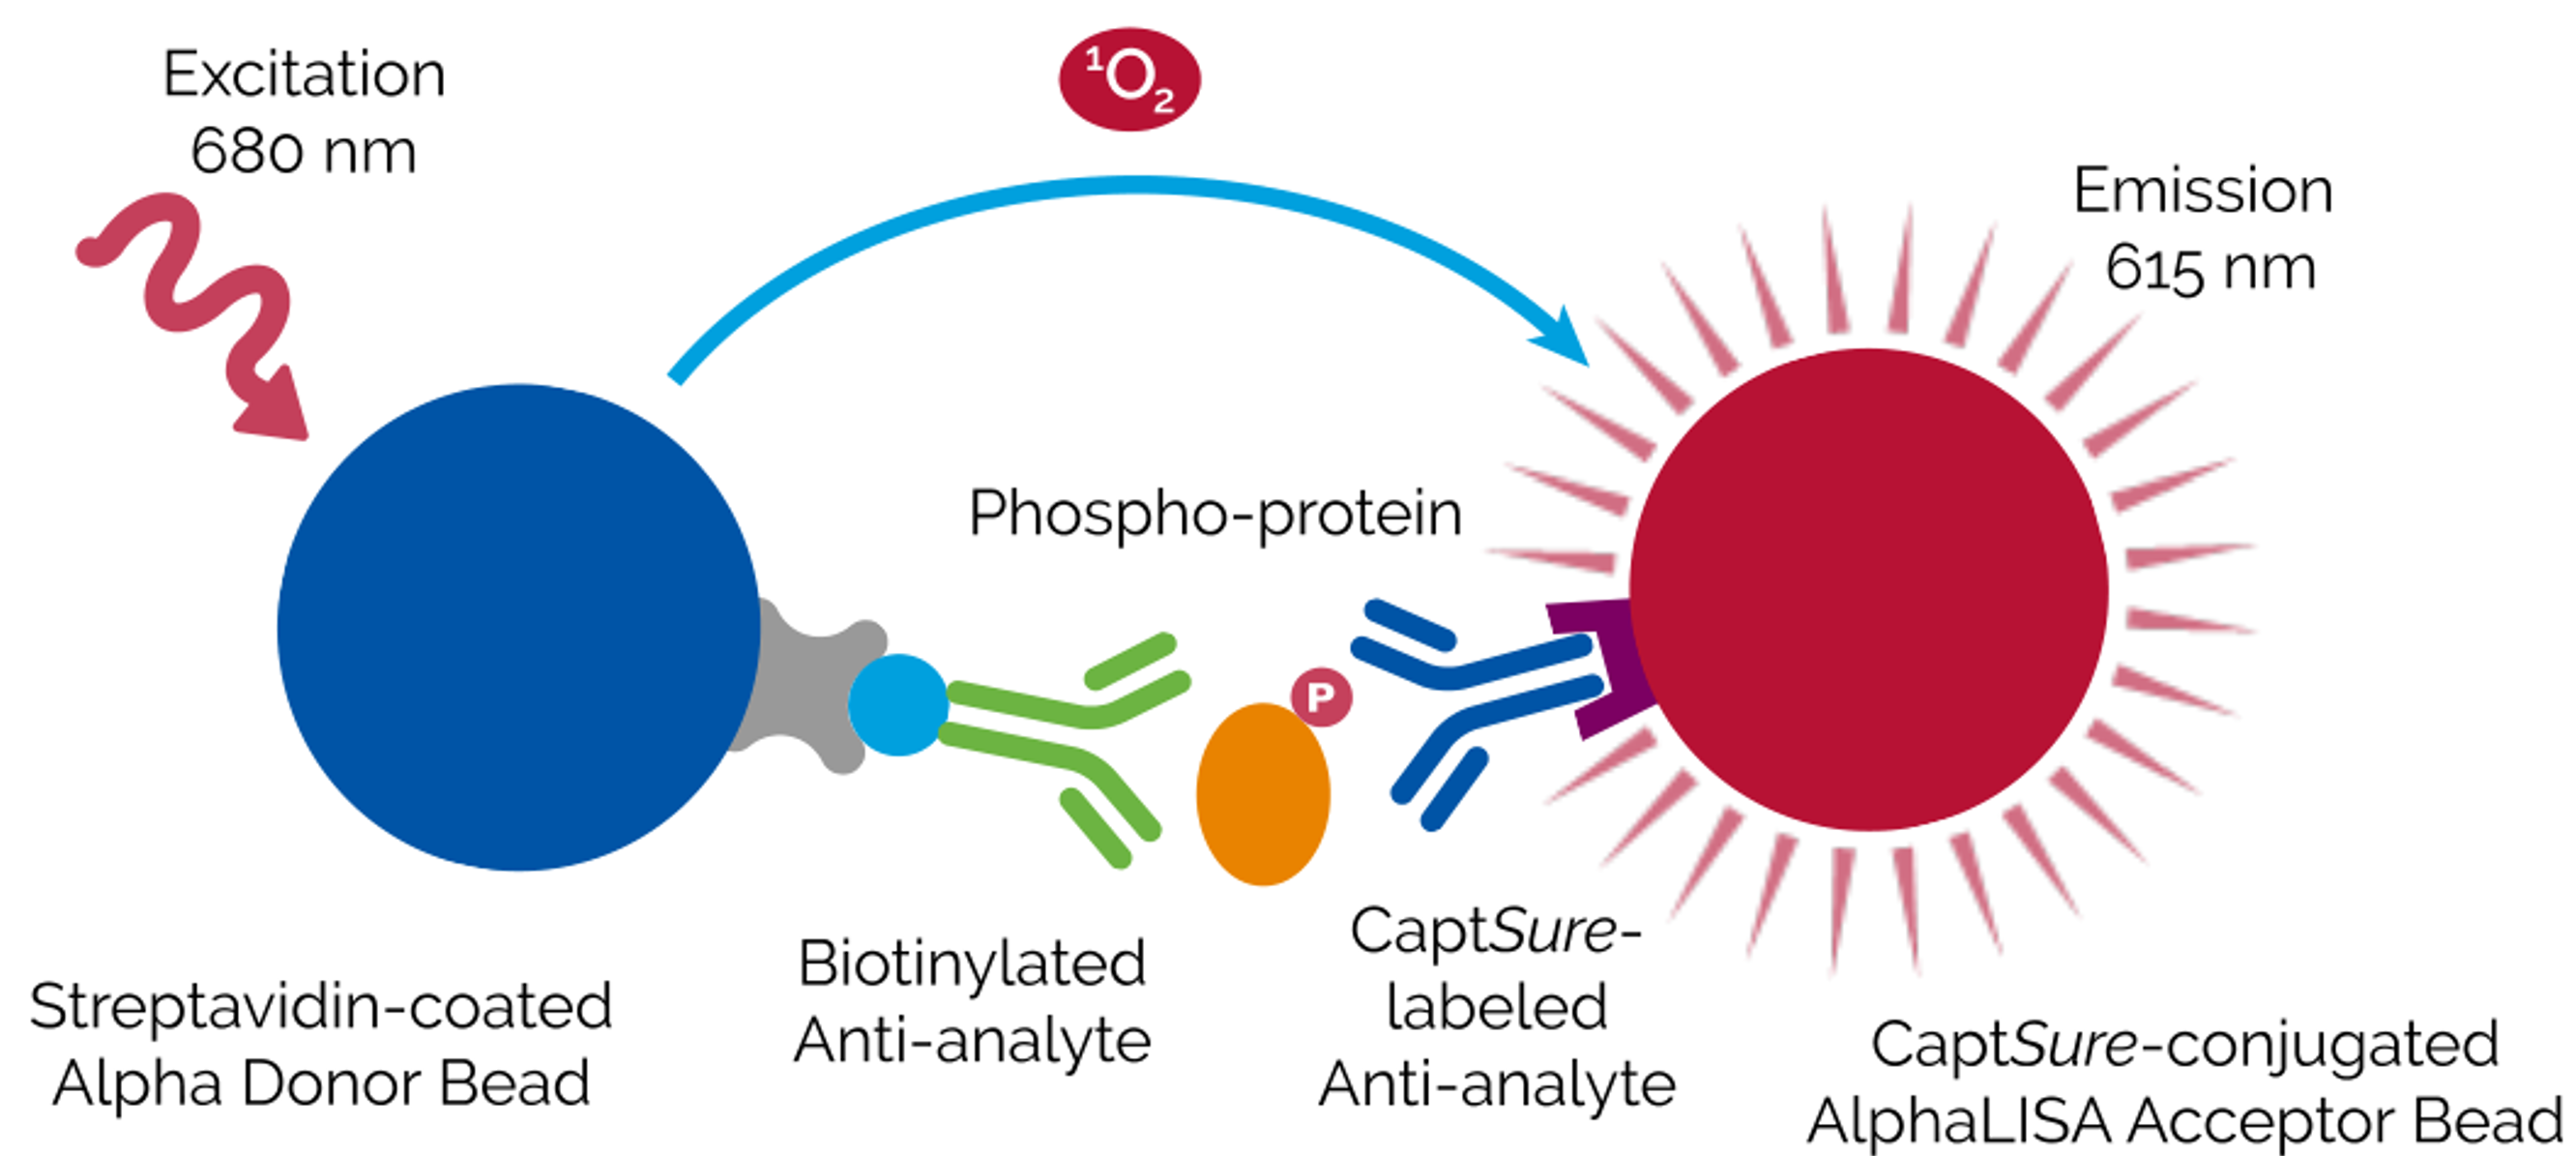 Excitation
680 nm
¹O₂
Emission
615 nm
Phospho-protein
P
Streptavidin-coated
Alpha Donor Bead
Biotinylated
Anti-analyte
CaptSure-
labeled
Anti-analyte
CaptSure-conjugated
AlphaLISA Acceptor Bead